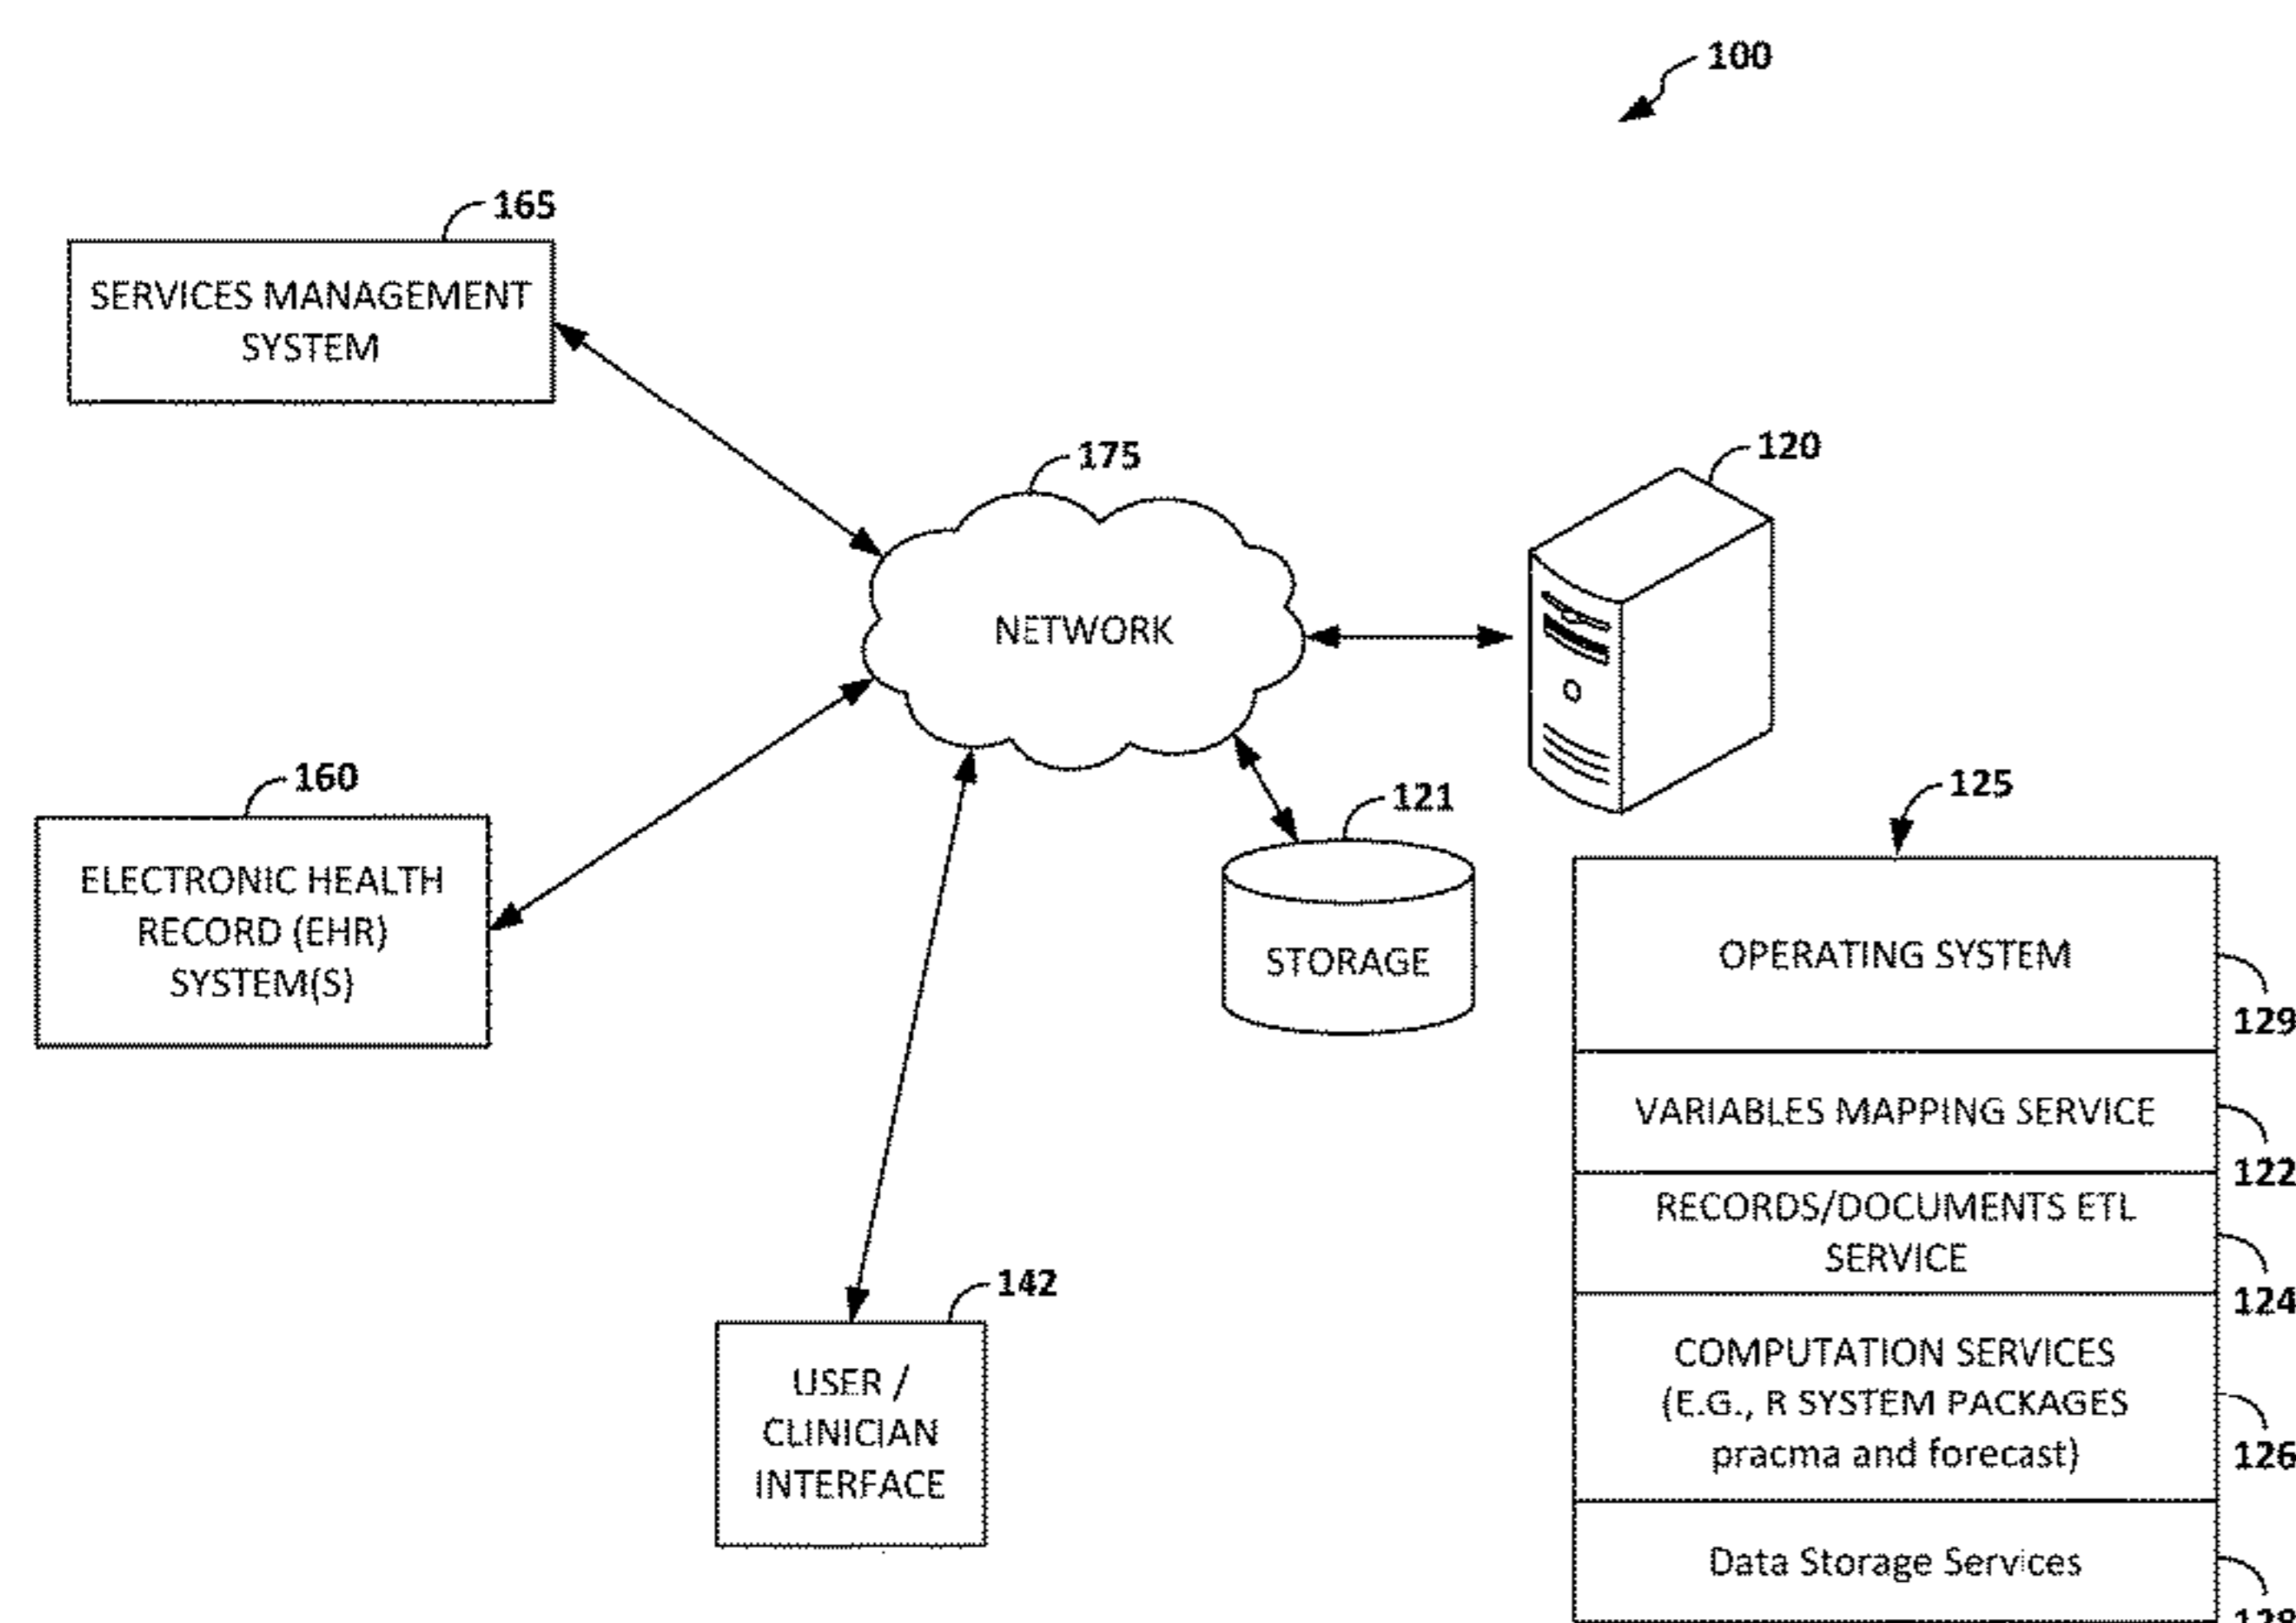 100
165
SERVICES MANAGEMENT
SYSTEM
175
120
NETWORK
160
ELECTRONIC HEALTH
RECORD (EHR)
SYSTEM(S)
121
STORAGE
125
OPERATING SYSTEM
129
VARIABLES MAPPING SERVICE
122
RECORDS/DOCUMENTS ETL
SERVICE
124
142
USER /
CLINICIAN
INTERFACE
COMPUTATION SERVICES
(E.G., R SYSTEM PACKAGES
pracma and forecast)
126
Data Storage Services